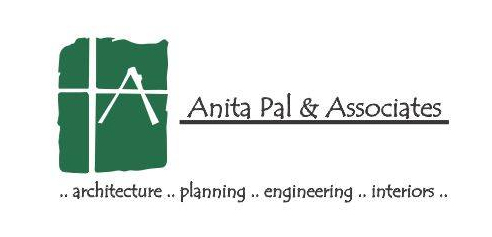 A
Anita Pal & Associates
.. architecture .. planning .. engineering .. interiors ..